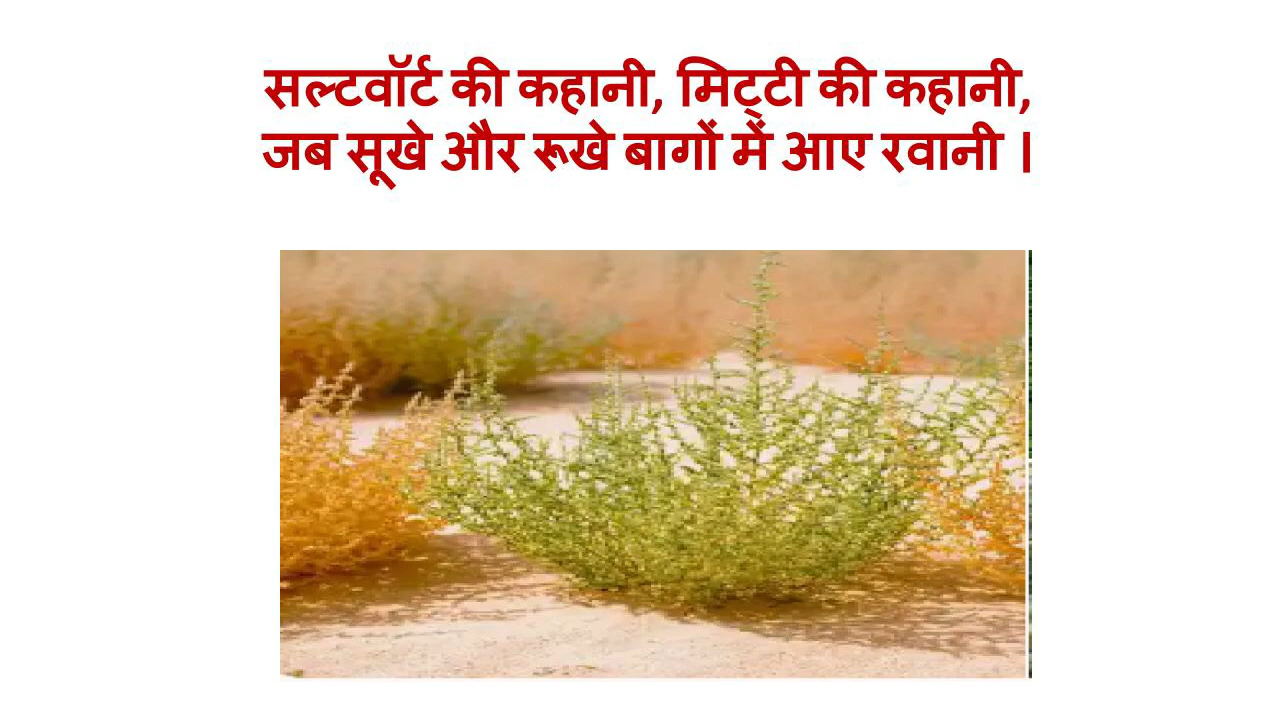 सल्टवॉर्ट की कहानी, मिट्टी की कहानी,
जब सूखे और रूखे बागों में आए रवानी ।